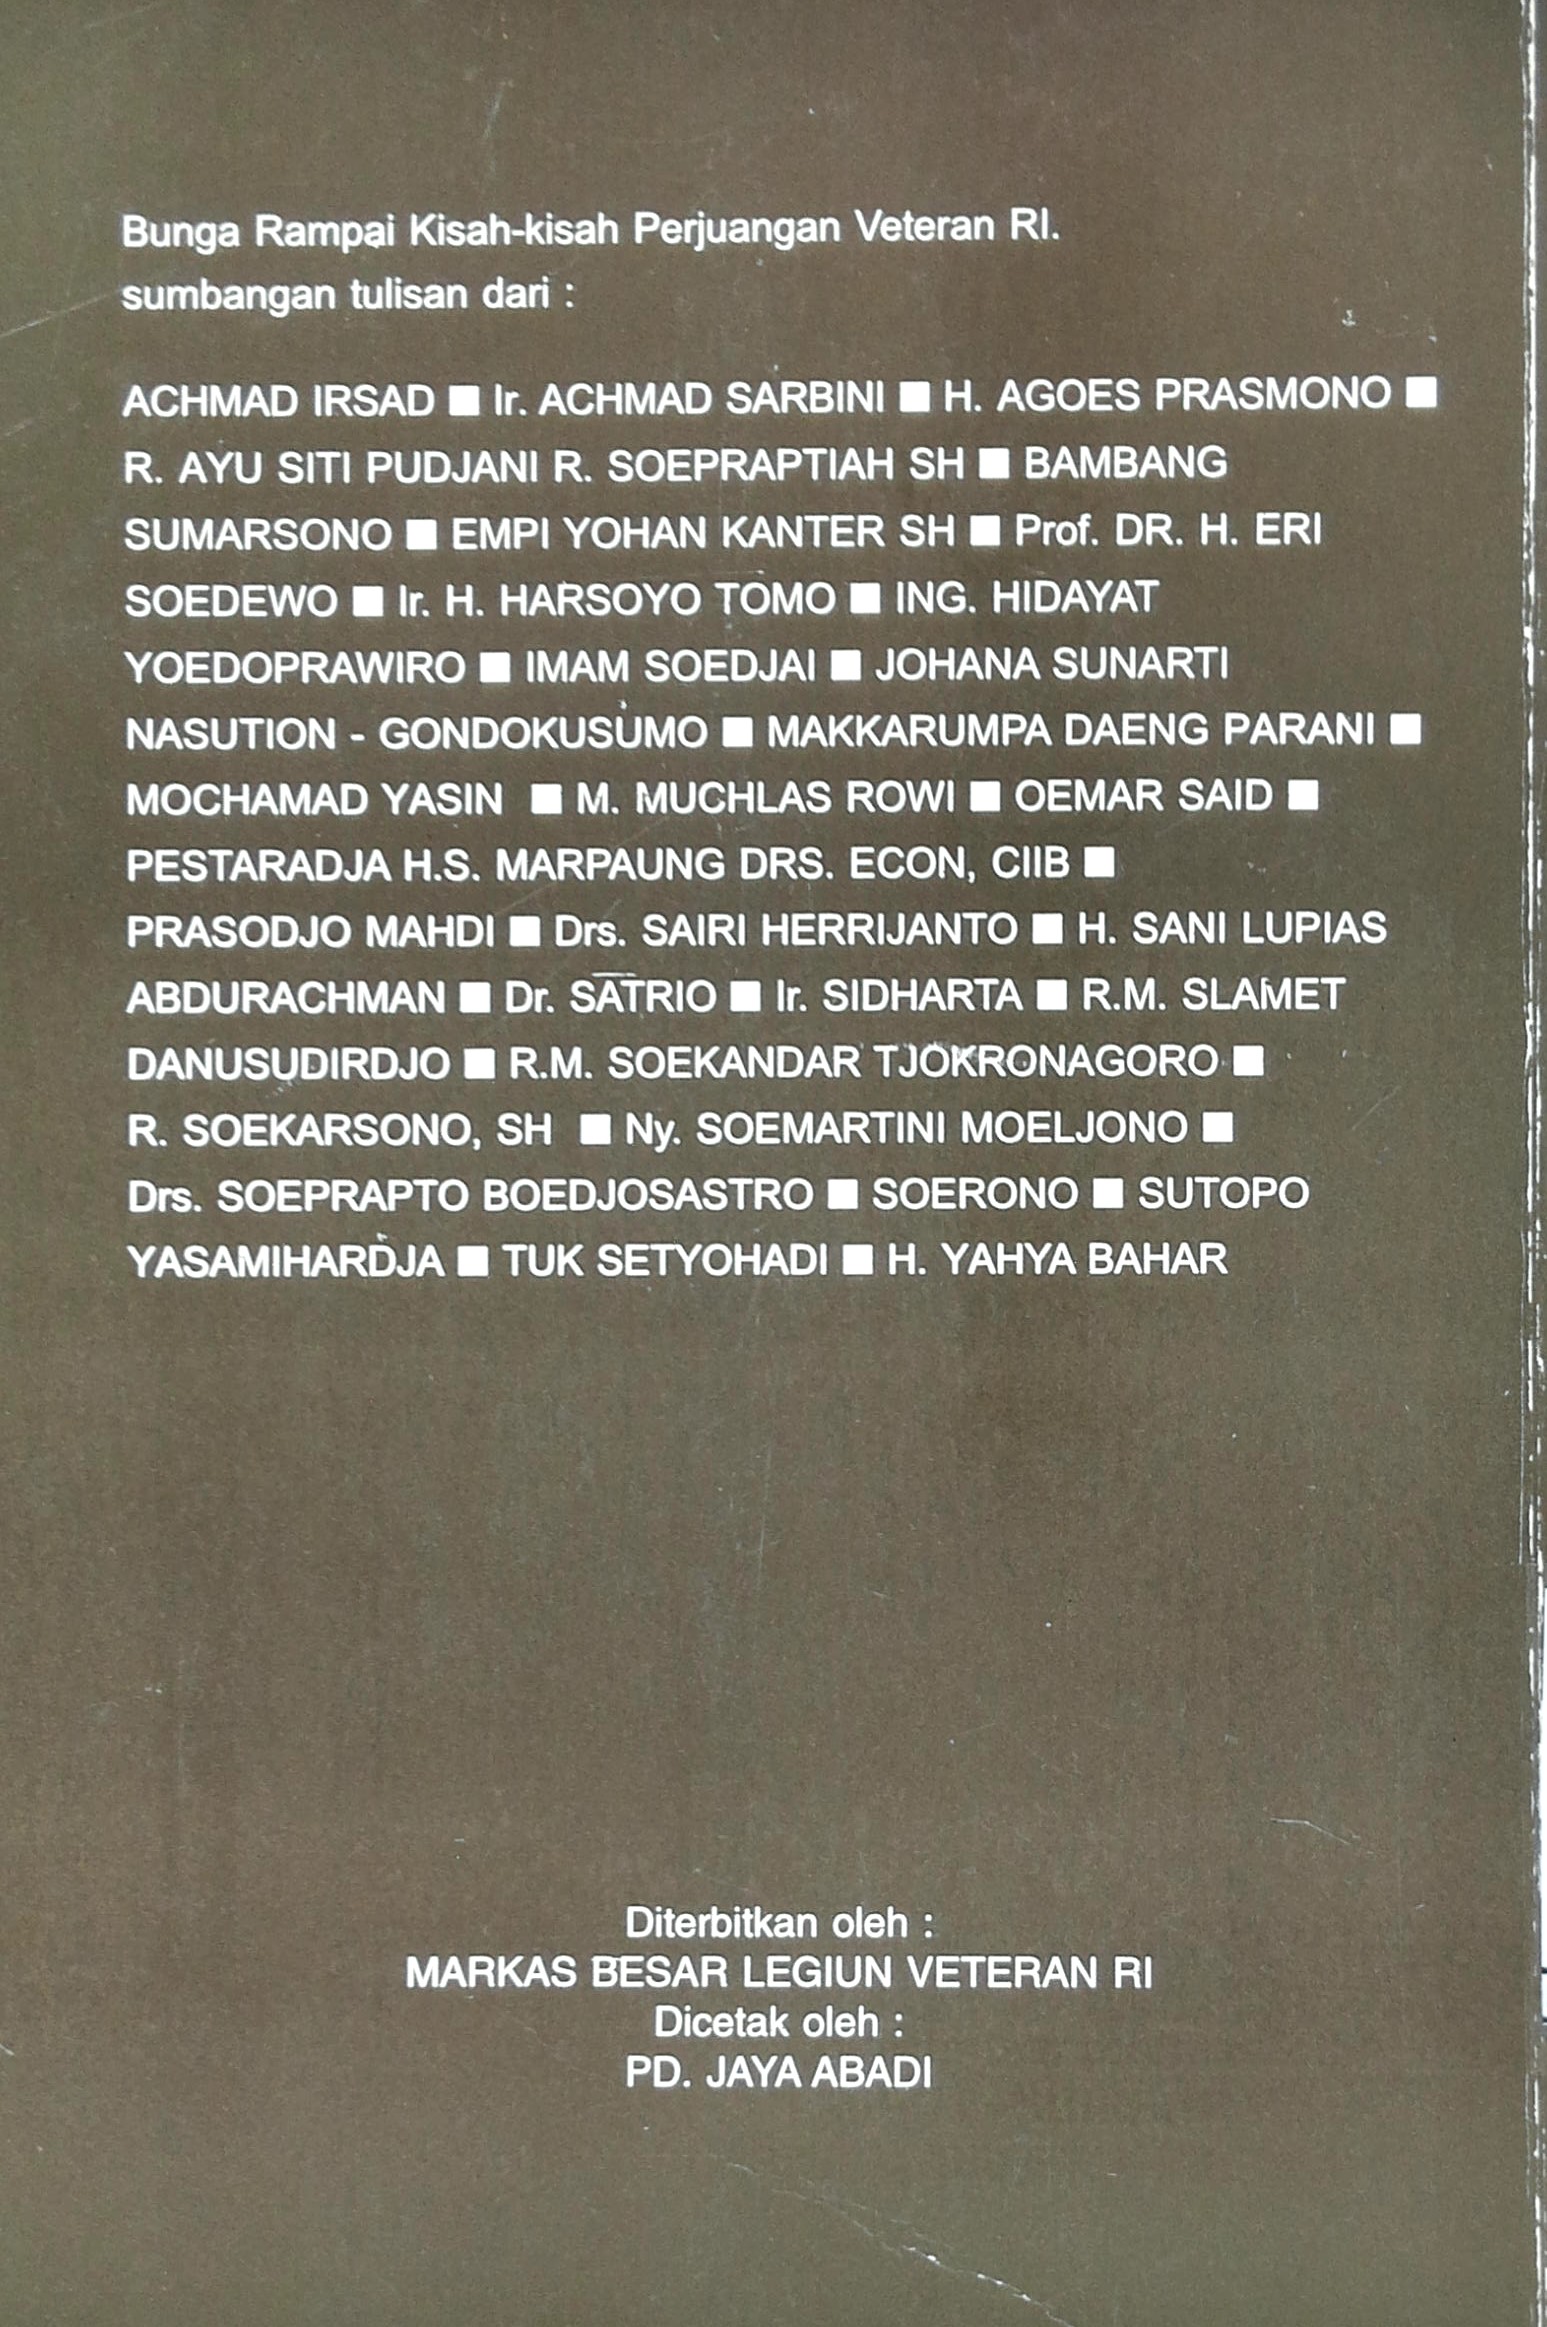 Bunga Rampai Kisah-kisah Perjuangan Veteran RI.
sumbangan tulisan dari :
ACHMAD IRSAD ■ Ir. ACHMAD SARBINI ■ H. AGOES PRASMONO ■
R. AYU SITI PUDJANI R. SOEPRAPTIAH SH ■ BAMBANG
SUMARSONO ■ EMPI YOHAN KANTER SH ■ Prof. DR. H. ERI
SOEDEWO ■ Ir. H. HARSOYO TOMO ■ ING. HIDAYAT
YOEDOPRAWIRO ■ IMAM SOEDJAI ■ JOHANA SUNARTI
NASUTION - GONDOKUSUMO ■ MAKKARUMPA DAENG PARANI ■
MOCHAMAD YASIN ■ M. MUCHLAS ROWI ■ OEMAR SAID ■
PESTARADJA H.S. MARPAUNG DRS. ECON, CIIB ■
PRASODJO MAHDI ■ Drs. SAIRI HERRIJANTO ■ H. SANI LUPIAS
ABDURACHMAN ■ Dr. SATRIO ■ Ir. SIDHARTA ■ R.M. SLAMET
DANUSUDIRDJO ■ R.M. SOEKANDAR TJOKRONAGORO ■
R. SOEKARSONO, SH ■ Ny. SOEMARTINI MOELJONO ■
Drs. SOEPRAPTO BOEDJOSASTRO ■ SOERONO ■ SUTOPO
YASAMIHARDJA ■ TUK SETYOHADI ■ H. YAHYA BAHAR
Diterbitkan oleh :
MARKAS BESAR LEGIUN VETERAN RI
Dicetak oleh :
PD. JAYA ABADI